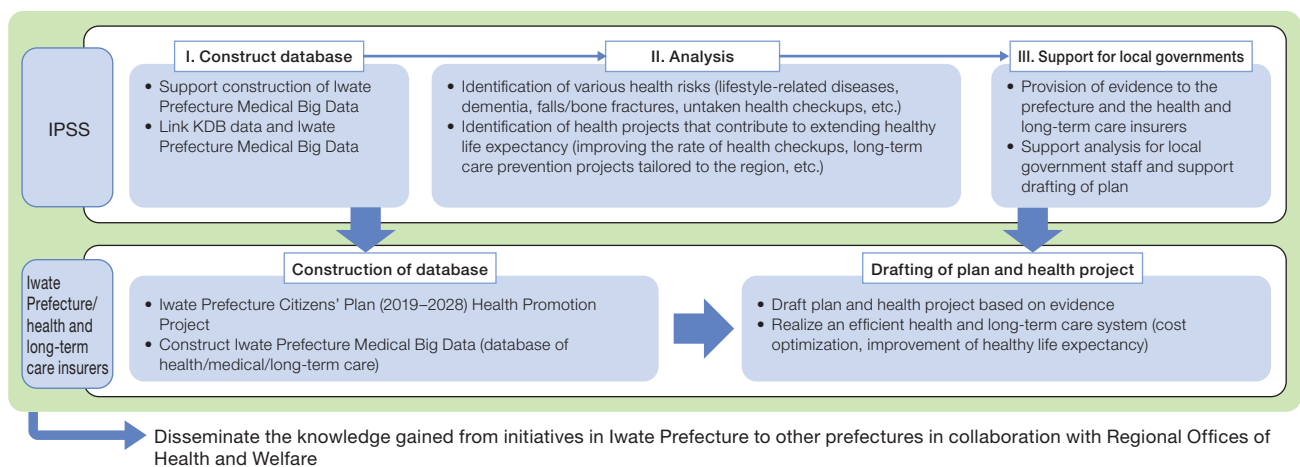 IPSS
I. Construct database
• Support construction of Iwate
Prefecture Medical Big Data
• Link KDB data and Iwate
Prefecture Medical Big Data
II. Analysis
• Identification of various health risks (lifestyle-related diseases,
dementia, falls/bone fractures, untaken health checkups, etc.)
• Identification of health projects that contribute to extending healthy
life expectancy (improving the rate of health checkups, long-term
care prevention projects tailored to the region, etc.)
III. Support for local governments
• Provision of evidence to the
prefecture and the health and
long-term care insurers
• Support analysis for local
government staff and support
drafting of plan
Iwate
Prefecture/
health and
long-term
care insurers
Construction of database
• Iwate Prefecture Citizens’ Plan (2019–2028) Health Promotion
Project
• Construct Iwate Prefecture Medical Big Data (database of
health/medical/long-term care)
Drafting of plan and health project
• Draft plan and health project based on evidence
• Realize an efficient health and long-term care system (cost
optimization, improvement of healthy life expectancy)
Disseminate the knowledge gained from initiatives in Iwate Prefecture to other prefectures in collaboration with Regional Offices of
Health and Welfare